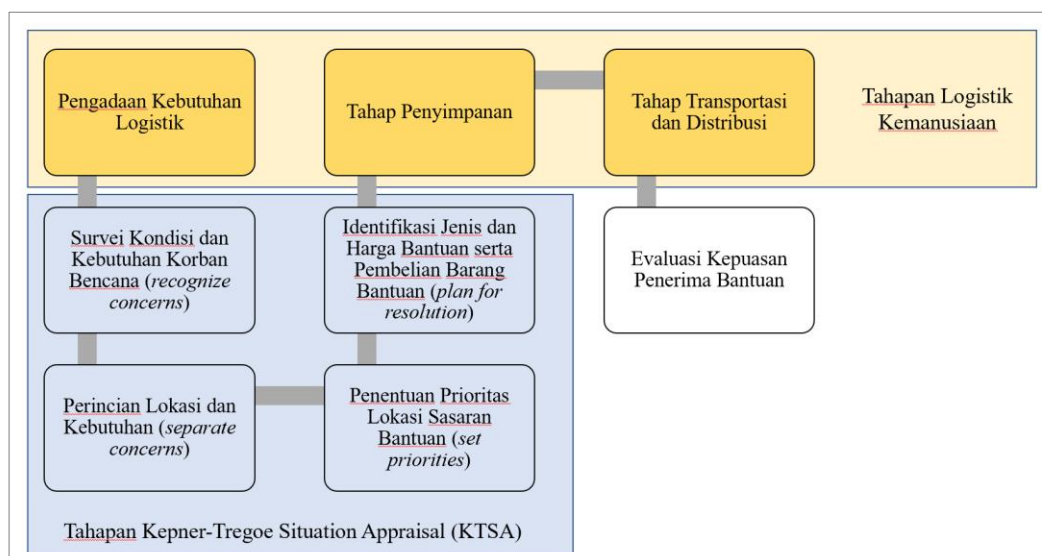 Pengadaan Kebutuhan
Logistik
Tahap Penyimpanan
Tahap Transportasi
dan Distribusi
Tahapan Logistik
Kemanusiaan
Survei Kondisi dan
Kebutuhan Korban
Bencana (recognize
concerns)
Identifikasi Jenis dan
Harga Bantuan serta
Pembelian Barang
Bantuan (plan for
resolution)
Evaluasi Kepuasan
Penerima Bantuan
Perincian Lokasi dan
Kebutuhan (separate
concerns)
Penentuan Prioritas
Lokasi Sasaran
Bantuan (set
priorities)
Tahapan Kepner-Tregoe Situation Appraisal (KTSA)